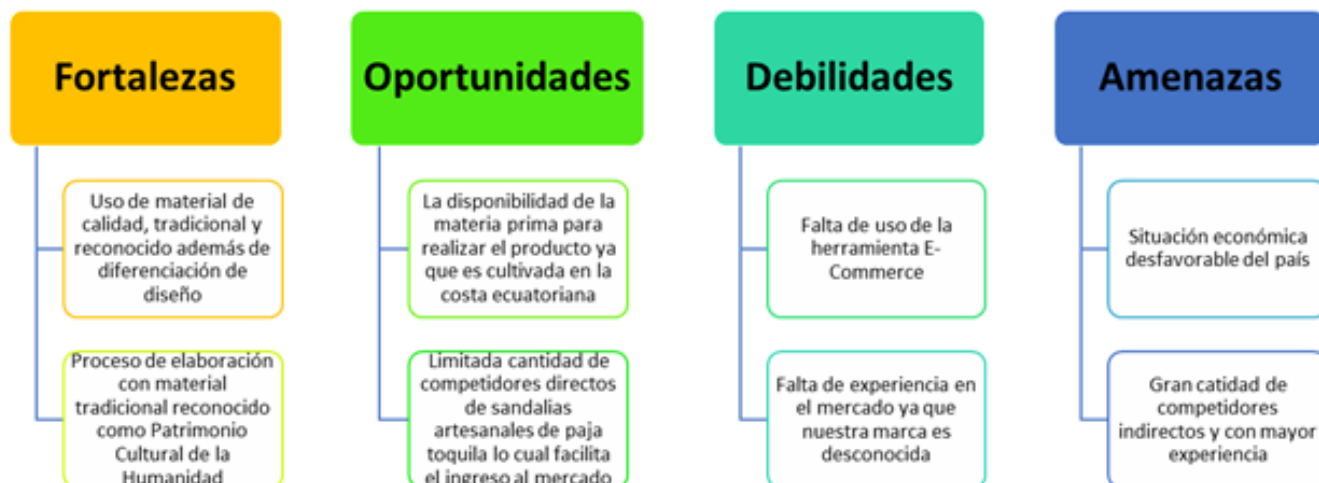 Fortalezas
Uso de material de
calidad, tradicional y
reconocido además de
diferenciación de
diseño
Proceso de elaboración
con material
tradicional reconocido
como Patrimonio
Cultural de la
Humanidad
Oportunidades
La disponibilidad de la
materia prima para
realizar el producto ya
que es cultivada en la
costa ecuatoriana
Limitada cantidad de
competidores directos
de sandalias
artesanales de paja
toquila lo cual facilita
el ingreso al mercado
Debilidades
Falta de uso de la
herramienta E-
Commerce
Falta de experiencia en
el mercado ya que
nuestra marca es
desconocida
Amenazas
Situación económica
desfavorable del país
Gran catidad de
competidores
indirectos y con mayor
experiencia